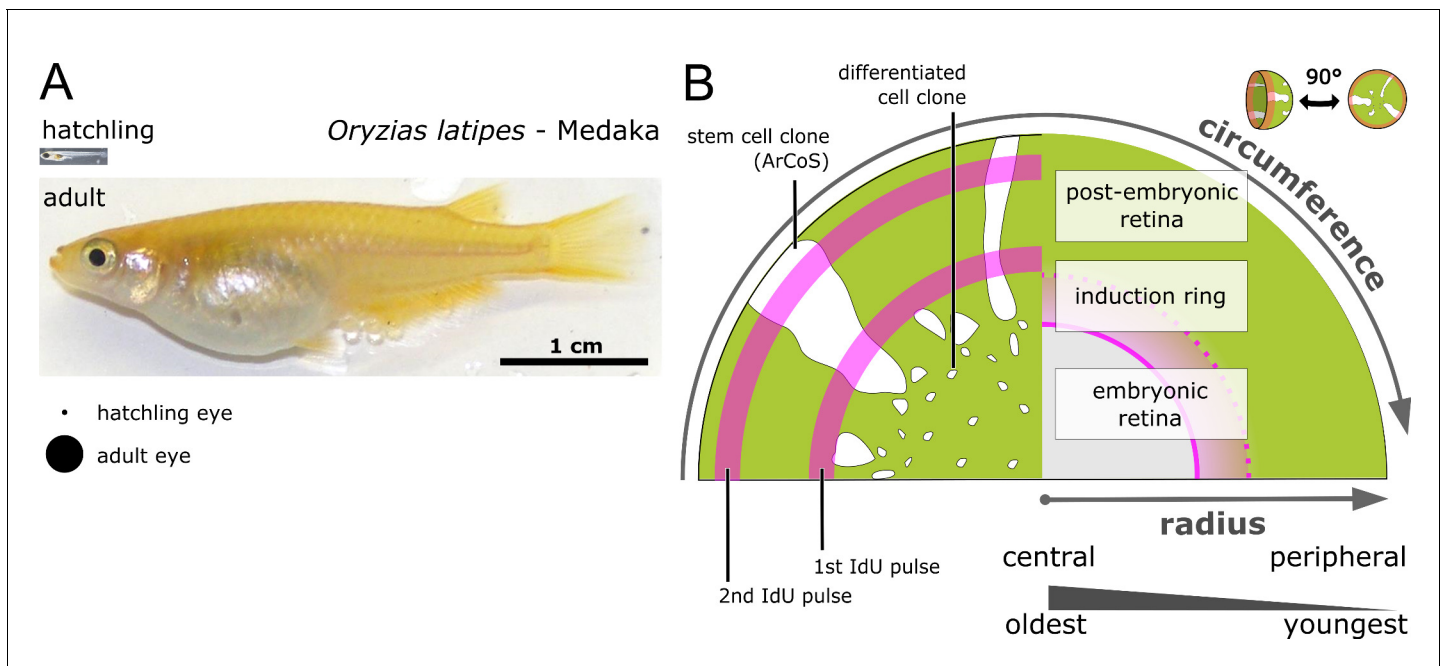 A
hatchling
Oryzias latipes - Medaka
adult
1 cm
hatchling eye
adult eye
B
differentiated
cell clone
stem cell clone
(ArCoS)
90°
circumference
post-embryonic
retina
induction ring
embryonic
retina
radius
1st IdU pulse
2nd IdU pulse
central
peripheral
oldest
youngest